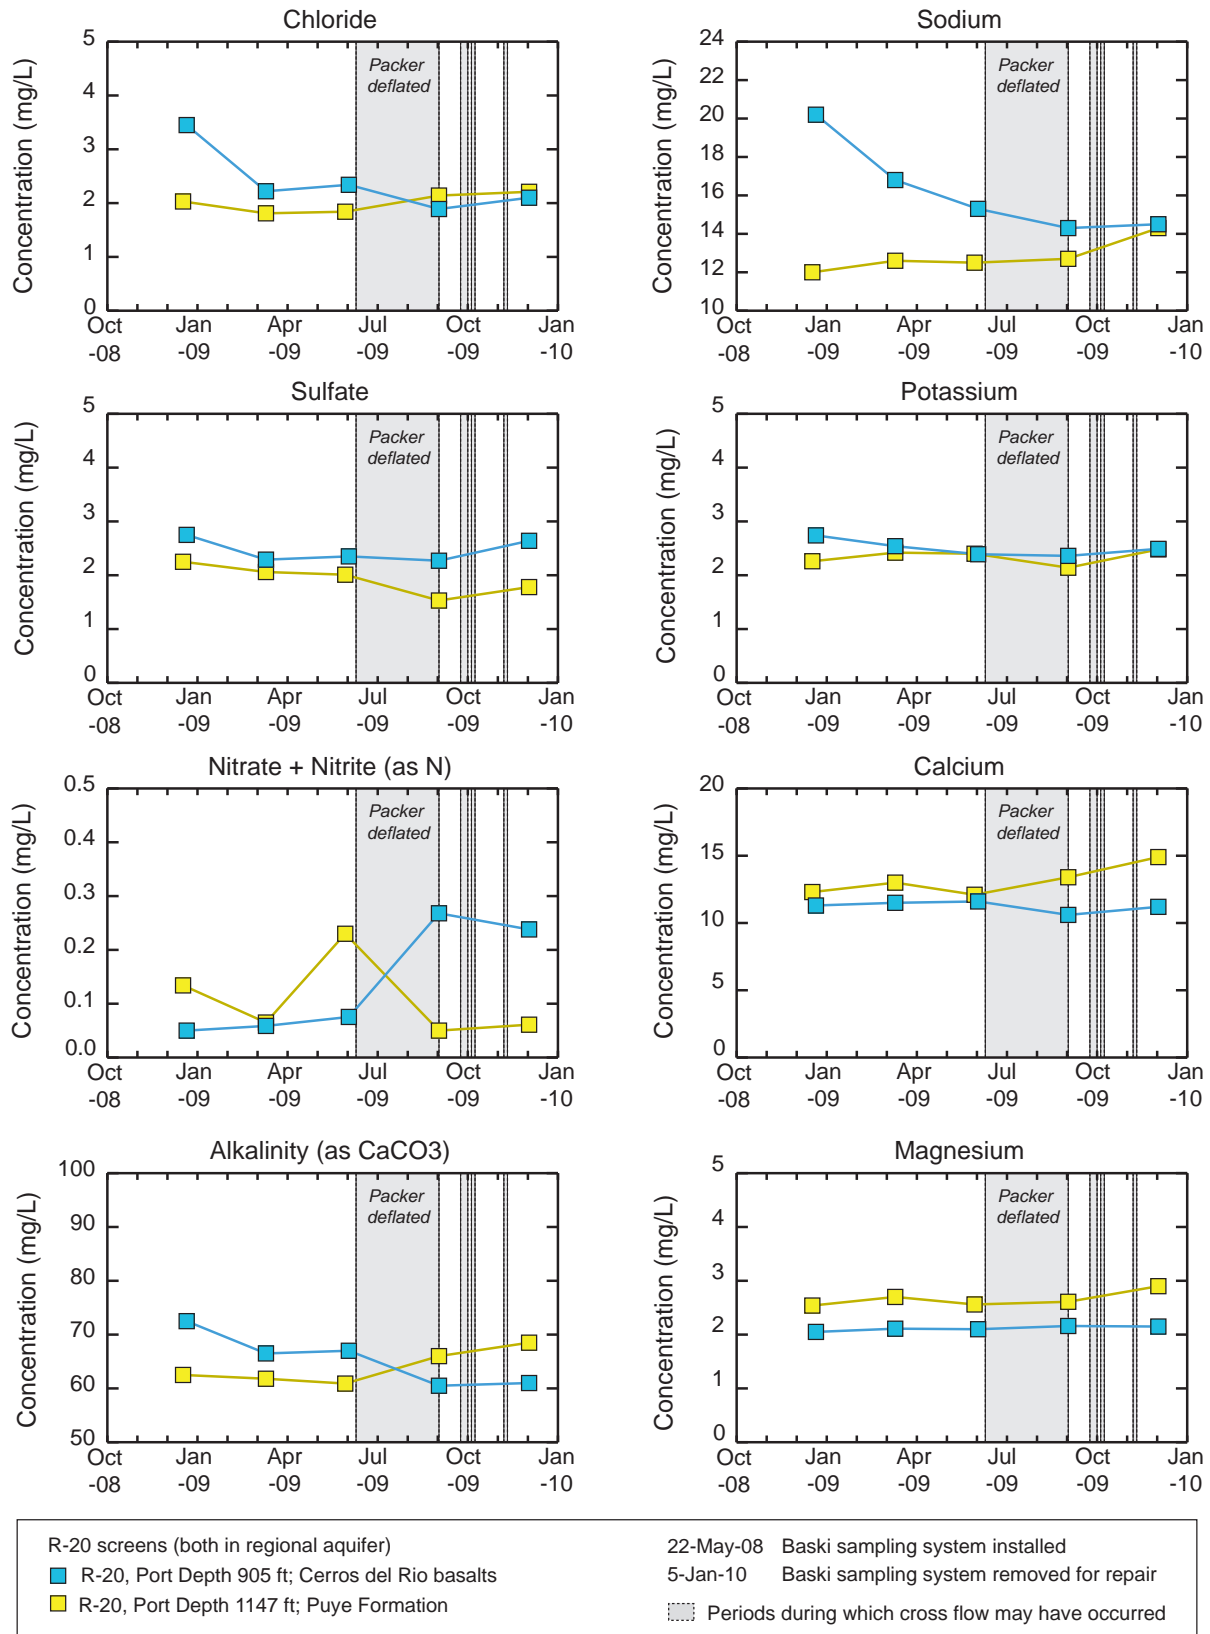 Chloride
Concentration (mg/L)
5
4
3
2
1
0
Packer
deflated
Oct Jan Apr Jul Oct Jan
-08 -09 -09 -09 -09 -10
Sodium
Concentration (mg/L)
24
22
20
18
16
14
12
10
Packer
deflated
Oct Jan Apr Jul Oct Jan
-08 -09 -09 -09 -09 -10
Sulfate
Concentration (mg/L)
5
4
3
2
1
0
Packer
deflated
Oct Jan Apr Jul Oct Jan
-08 -09 -09 -09 -09 -10
Potassium
Concentration (mg/L)
5
4
3
2
1
0
Packer
deflated
Oct Jan Apr Jul Oct Jan
-08 -09 -09 -09 -09 -10
Nitrate + Nitrite (as N)
Concentration (mg/L)
0.5
0.4
0.3
0.2
0.1
0.0
Packer
deflated
Oct Jan Apr Jul Oct Jan
-08 -09 -09 -09 -09 -10
Calcium
Concentration (mg/L)
20
15
10
5
0
Packer
deflated
Oct Jan Apr Jul Oct Jan
-08 -09 -09 -09 -09 -10
Alkalinity (as CaCO3)
Concentration (mg/L)
100
90
80
70
60
50
Packer
deflated
Oct Jan Apr Jul Oct Jan
-08 -09 -09 -09 -09 -10
Magnesium
Concentration (mg/L)
5
4
3
2
1
0
Packer
deflated
Oct Jan Apr Jul Oct Jan
-08 -09 -09 -09 -09 -10
R-20 screens (both in regional aquifer)
R-20, Port Depth 905 ft; Cerros del Rio basalts
R-20, Port Depth 1147 ft; Puye Formation
22-May-08 Baski sampling system installed
5-Jan-10 Baski sampling system removed for repair
Periods during which cross flow may have occurred